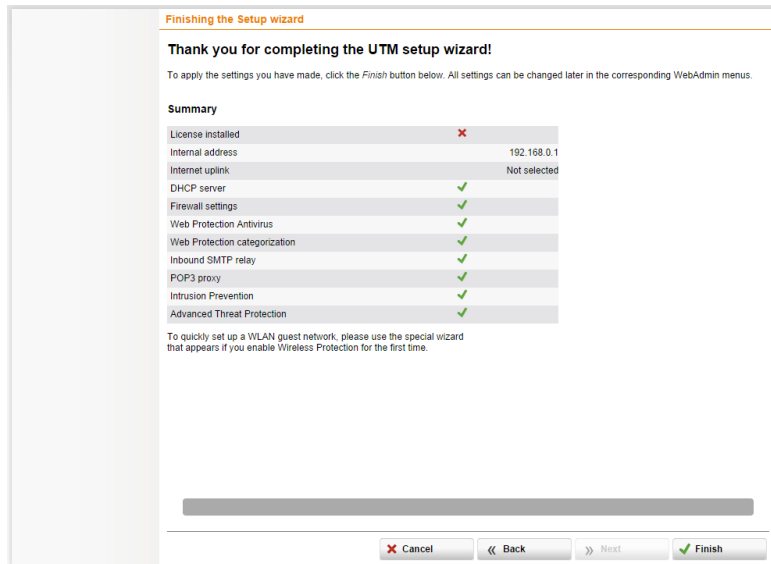 Finishing the Setup wizard
Thank you for completing the UTM setup wizard!
To apply the settings you have made, click the Finish button below. All settings can be changed later in the corresponding WebAdmin menus.
Summary
License installed
Internal address 192.168.0.1
Internet uplink Not selected
DHCP server
Firewall settings
Web Protection Antivirus
Web Protection categorization
Inbound SMTP relay
POP3 proxy
Intrusion Prevention
Advanced Threat Protection
To quickly set up a WLAN guest network, please use the special wizard
that appears if you enable Wireless Protection for the first time.
Cancel Back Next Finish